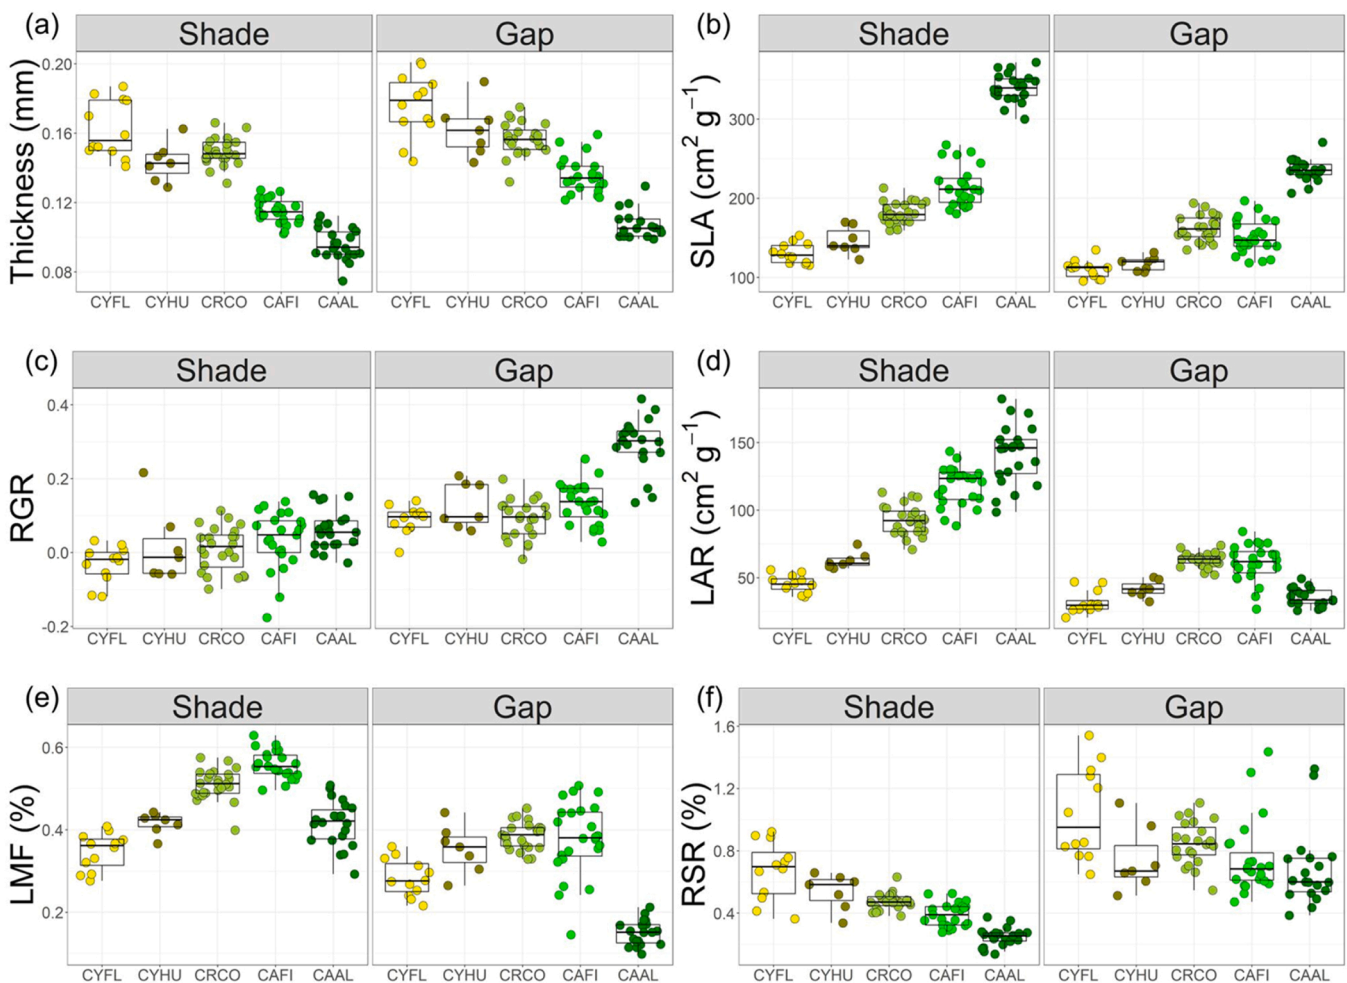 (a) Shade Gap
Thickness (mm)
0.20
0.16
0.12
0.08
CYFL CYHU CRCO CAFI CAAL CYFL CYHU CRCO CAFI CAAL
(b) Shade Gap
SLA (cm² g⁻¹)
300
200
100
CYFL CYHU CRCO CAFI CAAL CYFL CYHU CRCO CAFI CAAL
(c) Shade Gap
RGR
0.4
0.2
0.0
-0.2
CYFL CYHU CRCO CAFI CAAL CYFL CYHU CRCO CAFI CAAL
(d) Shade Gap
LAR (cm² g⁻¹)
150
100
50
CYFL CYHU CRCO CAFI CAAL CYFL CYHU CRCO CAFI CAAL
(e) Shade Gap
LMF (%)
0.6
0.4
0.2
CYFL CYHU CRCO CAFI CAAL CYFL CYHU CRCO CAFI CAAL
(f) Shade Gap
RSR (%)
1.6
1.2
0.8
0.4
CYFL CYHU CRCO CAFI CAAL CYFL CYHU CRCO CAFI CAAL